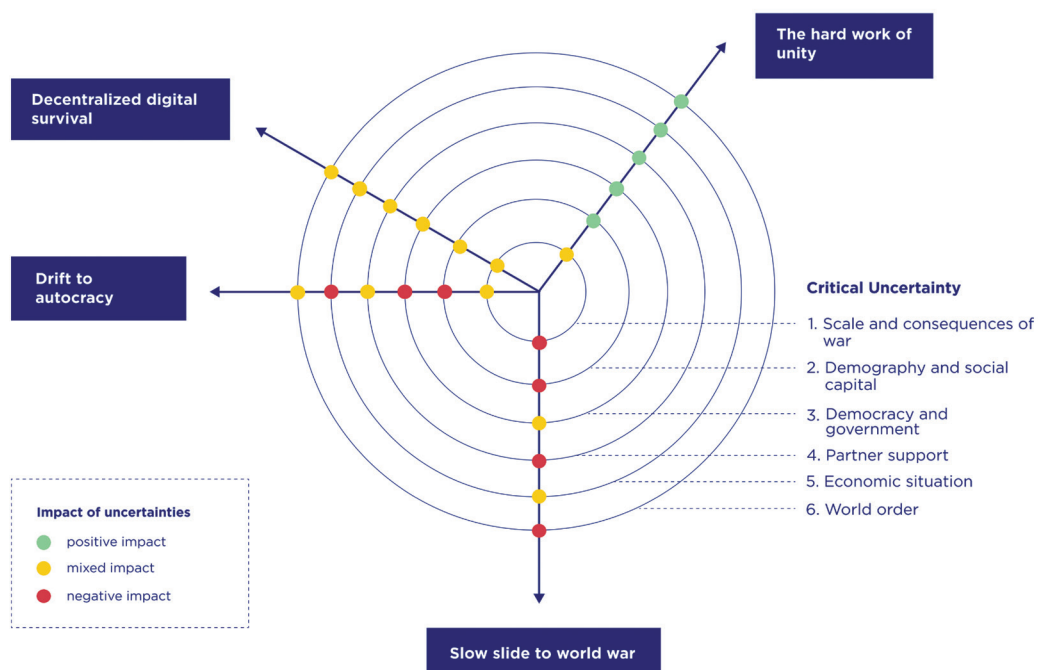 The hard work of
unity
Decentralized digital
survival
Drift to
autocracy
Critical Uncertainty
1. Scale and consequences of
war
2. Demography and social
capital
3. Democracy and
government
4. Partner support
5. Economic situation
6. World order
Impact of uncertainties
positive impact
mixed impact
negative impact
Slow slide to world war